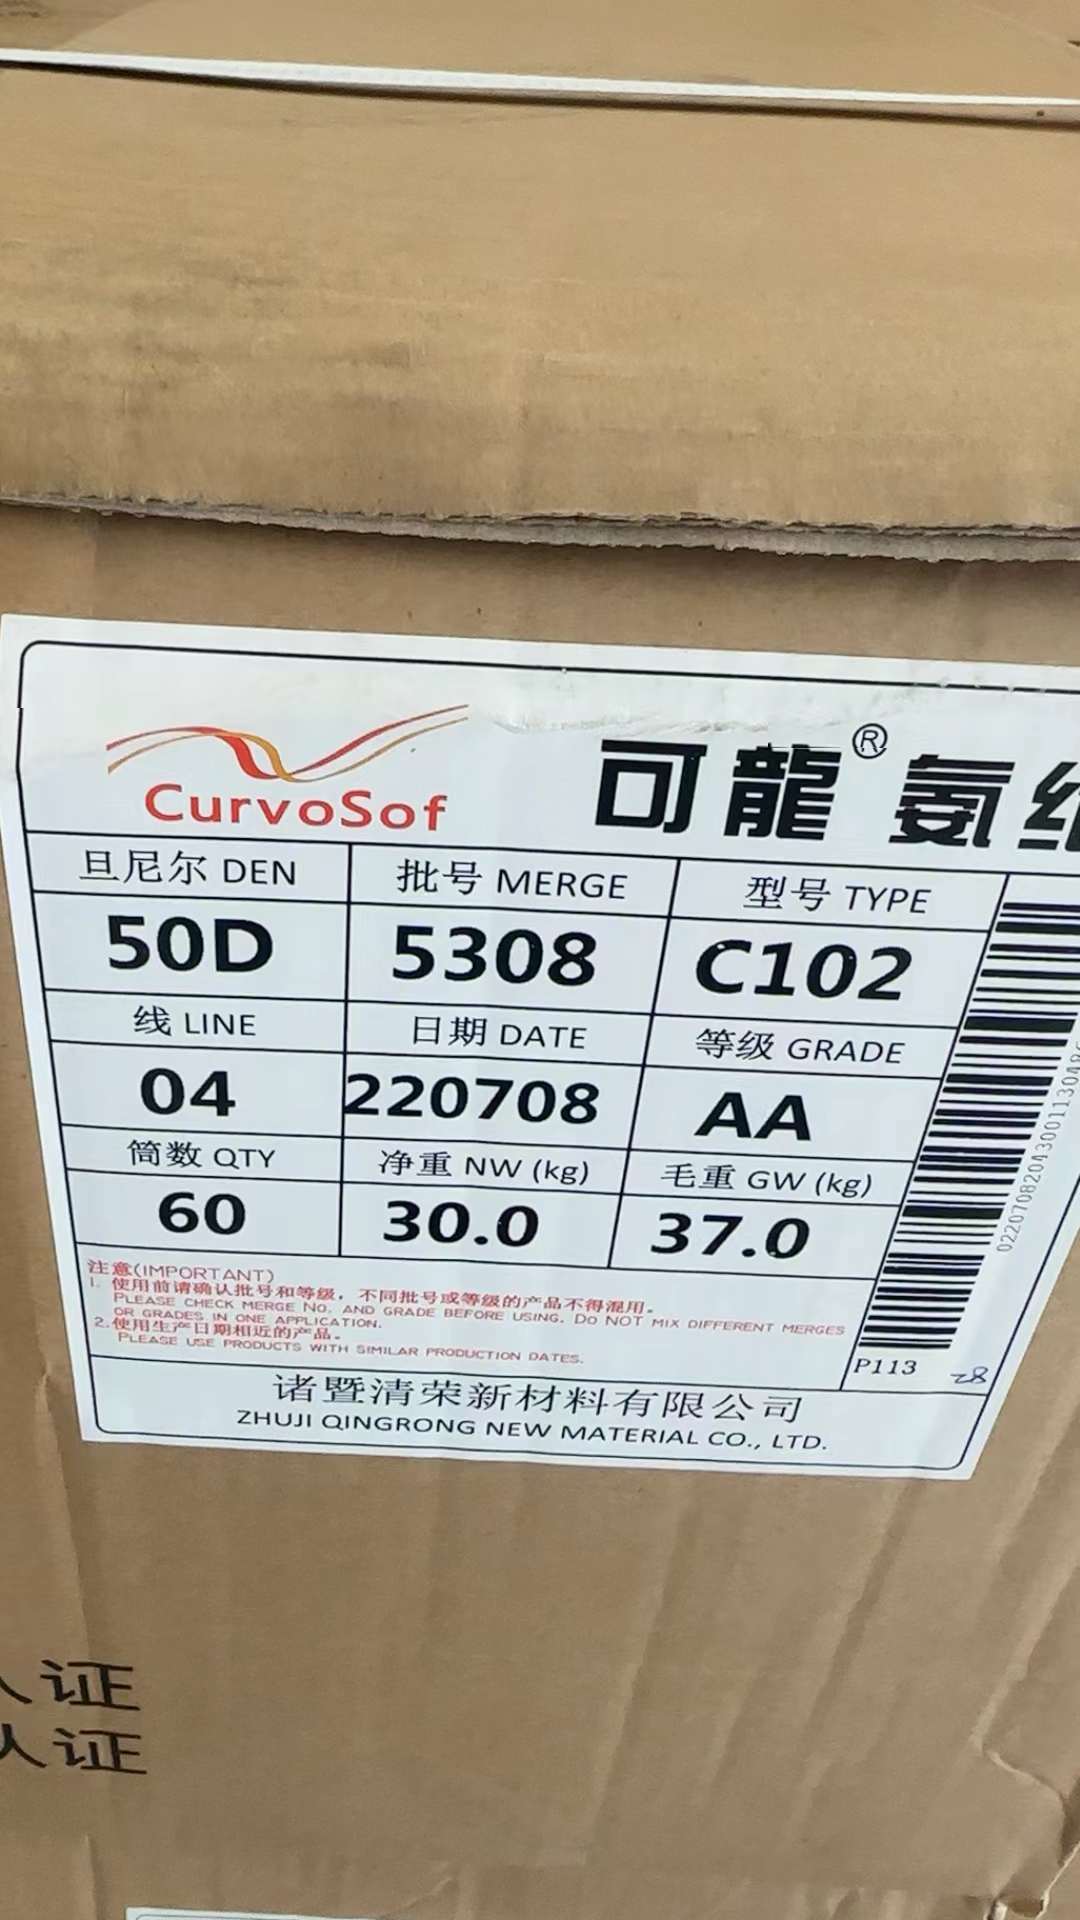 CurvoSof
可龍® 氨纶
旦尼尔 DEN
批号 MERGE
型号 TYPE
50D
5308
C102
线 LINE
日期 DATE
等级 GRADE
04
220708
AA
筒数 QTY
净重 NW (kg)
毛重 GW (kg)
60
30.0
37.0
注意(IMPORTANT)
1. 使用前请确认批号和等级，不同批号或等级的产品不得混用。
PLEASE CHECK MERGE NO. AND GRADE BEFORE USING. DO NOT MIX DIFFERENT MERGES
OR GRADES IN ONE APPLICATION.
2.使用生产日期相近的产品。
PLEASE USE PRODUCTS WITH SIMILAR PRODUCTION DATES.
P113
28
诸暨清荣新材料有限公司
ZHUJI QINGRONG NEW MATERIAL CO., LTD.
认证
认证